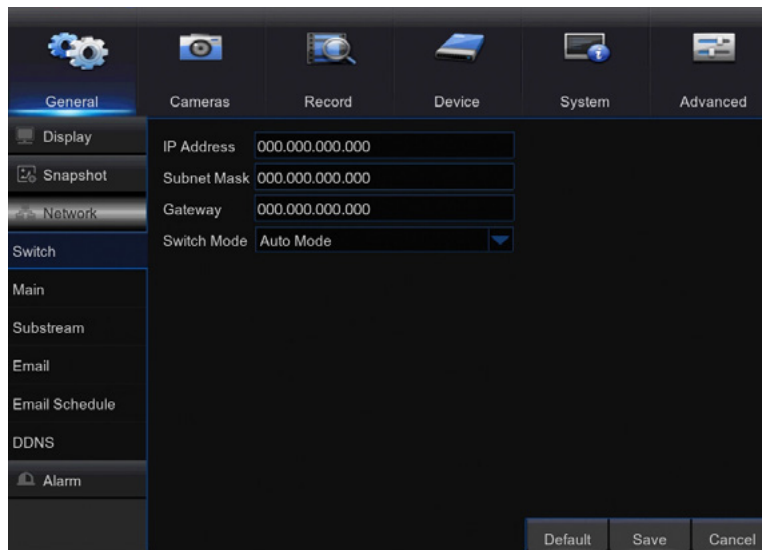 General Cameras Record Device System Advanced
Display
Snapshot
Network
Switch
Main
Substream
Email
Email Schedule
DDNS
Alarm
IP Address 000.000.000.000
Subnet Mask 000.000.000.000
Gateway 000.000.000.000
Switch Mode Auto Mode
Default Save Cancel